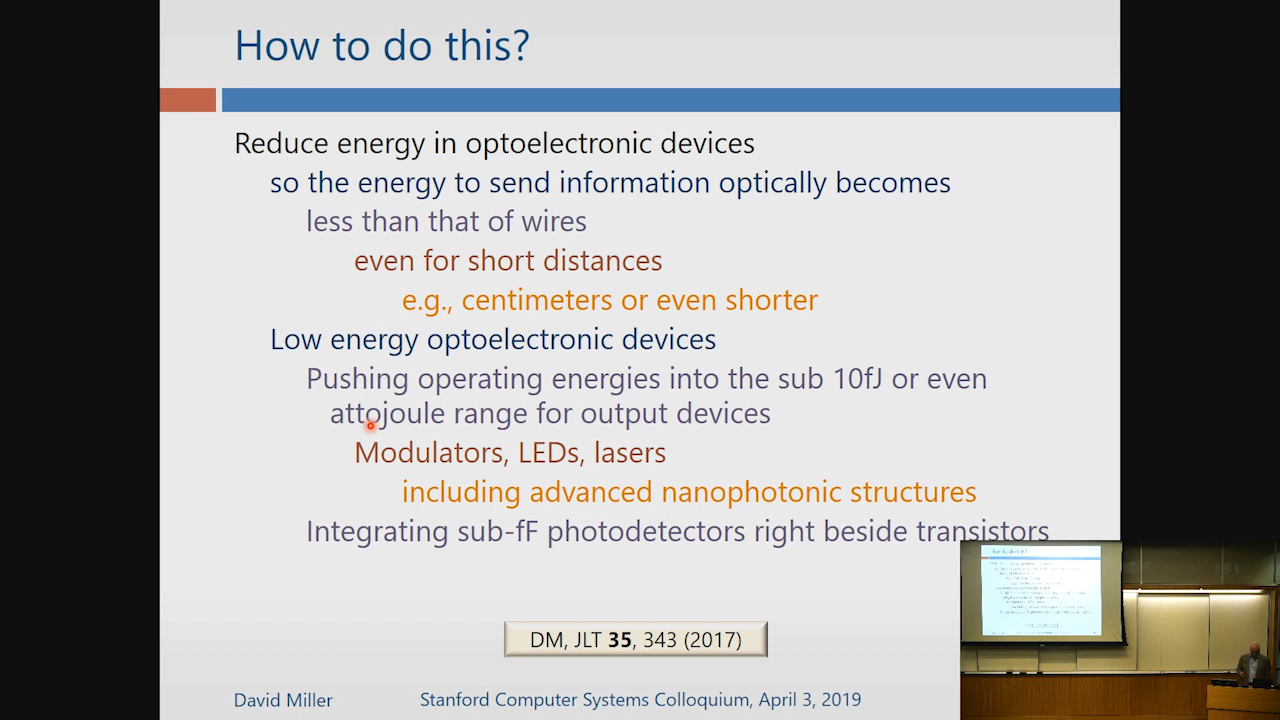 How to do this?
Reduce energy in optoelectronic devices
so the energy to send information optically becomes
less than that of wires
even for short distances
e.g., centimeters or even shorter
Low energy optoelectronic devices
Pushing operating energies into the sub 10fJ or even
attojoule range for output devices
Modulators, LEDs, lasers
including advanced nanophotonic structures
Integrating sub-fF photodetectors right beside transistors
DM, JLT 35, 343 (2017)
David Miller
Stanford Computer Systems Colloquium, April 3, 2019
How to do this?